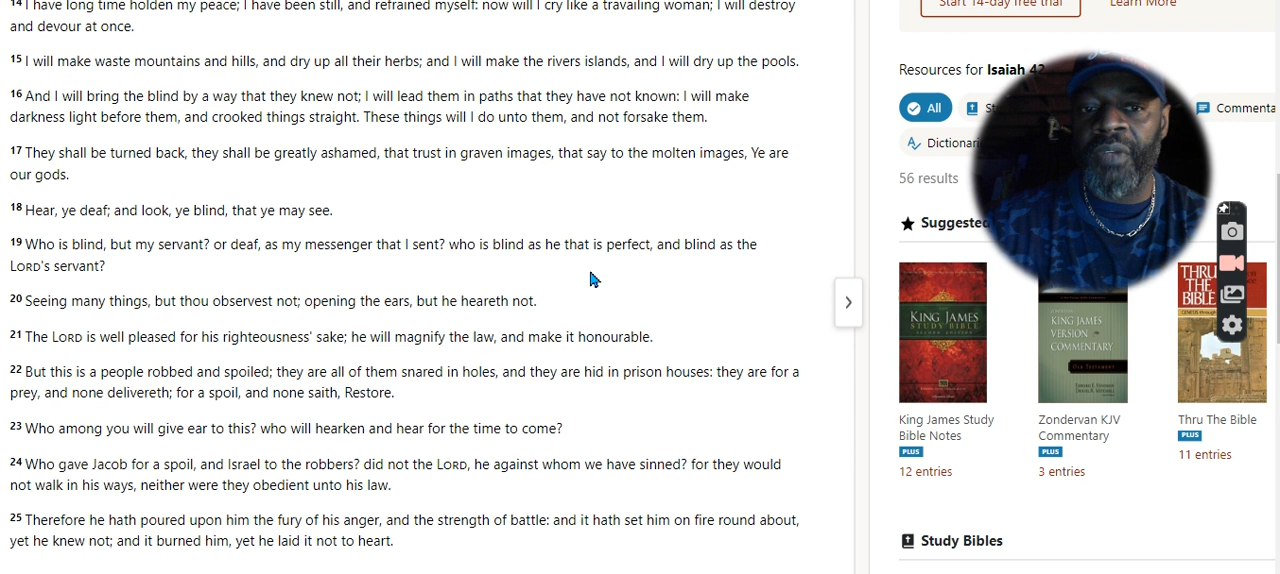 14 I have long time holden my peace; I have been still, and refrained myself: now will I cry like a travailing woman; I will destroy
and devour at once.
15 I will make waste mountains and hills, and dry up all their herbs; and I will make the rivers islands, and I will dry up the pools.
16 And I will bring the blind by a way that they knew not; I will lead them in paths that they have not known: I will make
darkness light before them, and crooked things straight. These things will I do unto them, and not forsake them.
17 They shall be turned back, they shall be greatly ashamed, that trust in graven images, that say to the molten images, Ye are
our gods.
18 Hear, ye deaf; and look, ye blind, that ye may see.
19 Who is blind, but my servant? or deaf, as my messenger that I sent? who is blind as he that is perfect, and blind as the
LORD's servant?
20 Seeing many things, but thou observest not; opening the ears, but he heareth not.
21 The LORD is well pleased for his righteousness' sake; he will magnify the law, and make it honourable.
22 But this is a people robbed and spoiled; they are all of them snared in holes, and they are hid in prison houses: they are for a
prey, and none delivereth; for a spoil, and none saith, Restore.
23 Who among you will give ear to this? who will hearken and hear for the time to come?
24 Who gave Jacob for a spoil, and Israel to the robbers? did not the LORD, he against whom we have sinned? for they would
not walk in his ways, neither were they obedient unto his law.
25 Therefore he hath poured upon him the fury of his anger, and the strength of battle: and it hath set him on fire round about,
yet he knew not; and it burned him, yet he laid it not to heart.
Start 14-day free trial
Learn More
Resources for Isaiah 42
All
St
Commenta
Dictionari
56 results
Suggested
KING JAMES
STUDY BIBLE
KING JAMES
VERSION
COMMENTARY
Old Testament
THRU
THE
BIBLE
King James Study
Bible Notes
PLUS
12 entries
Zondervan KJV
Commentary
PLUS
3 entries
Thru The Bible
PLUS
11 entries
Study Bibles